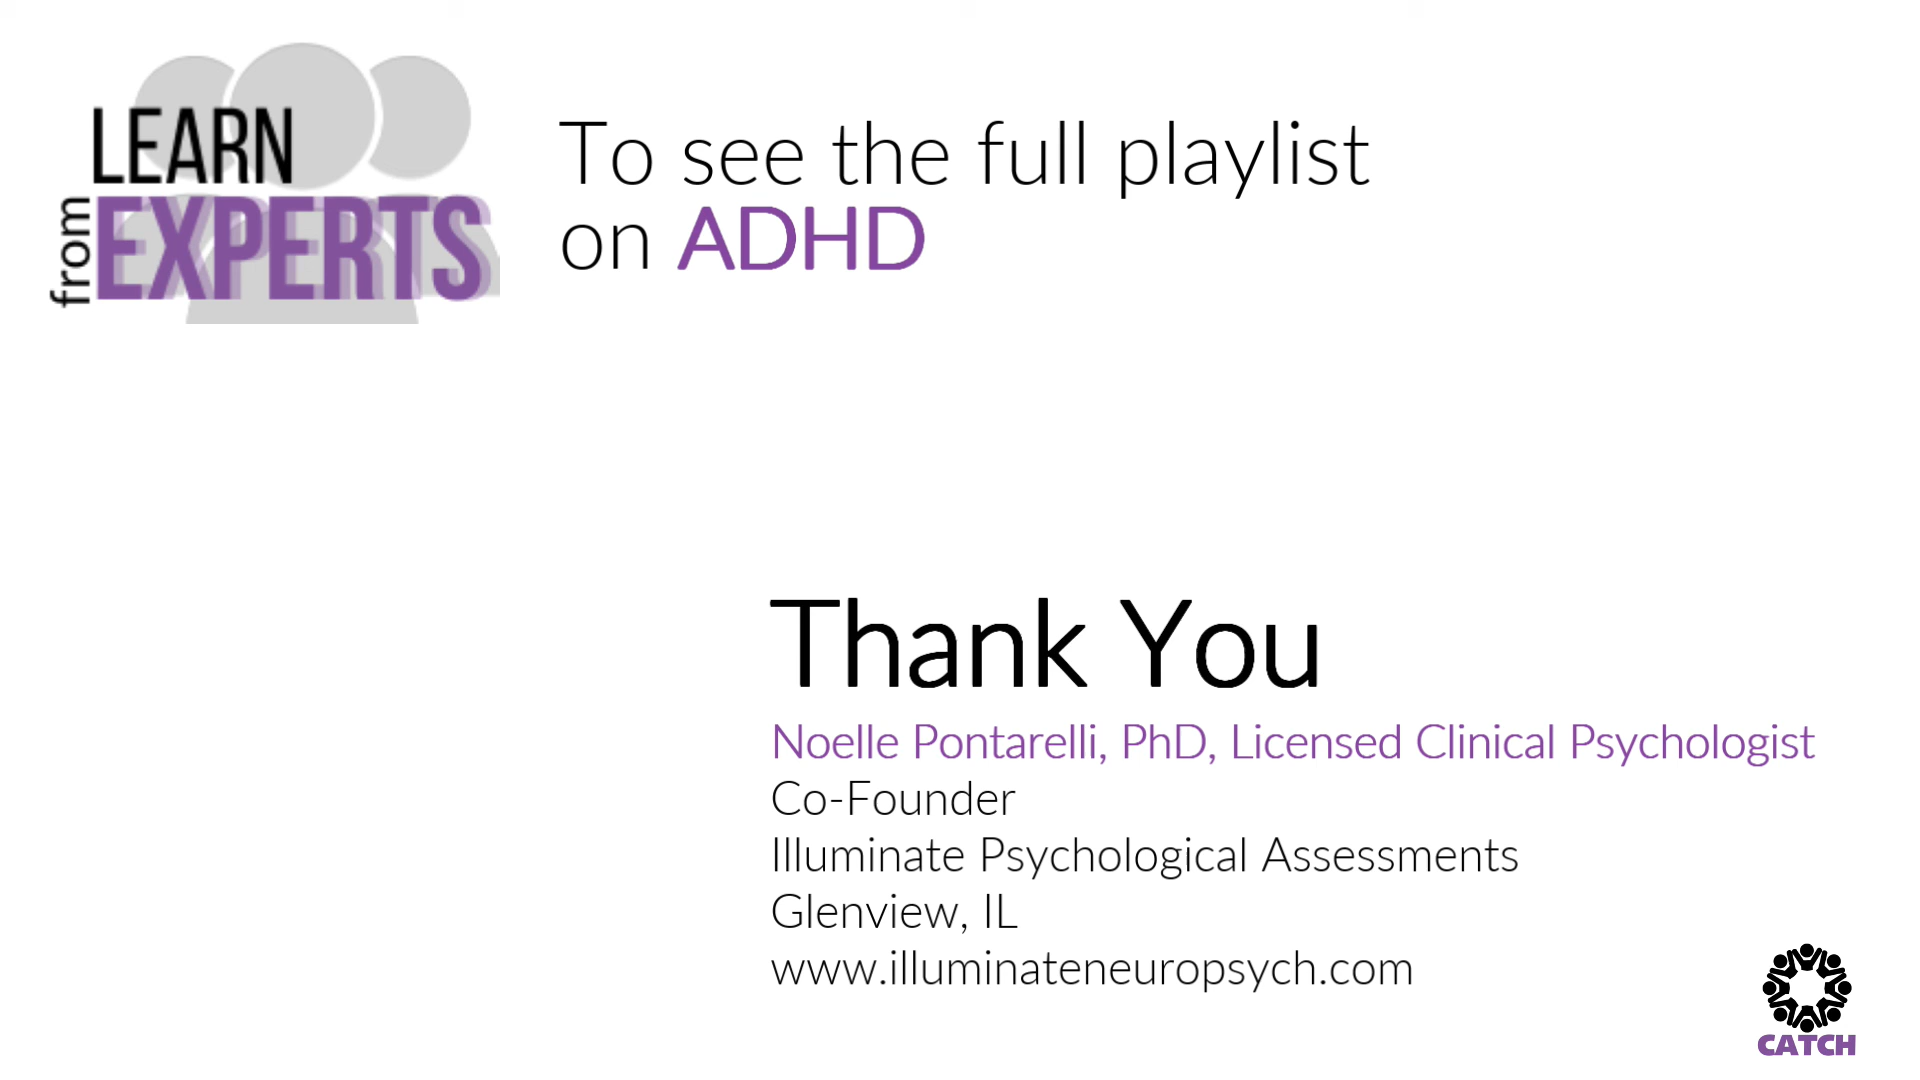 LEARN
from EXPERTS
To see the full playlist
on ADHD
Thank You
Noelle Pontarelli, PhD, Licensed Clinical Psychologist
Co-Founder
Illuminate Psychological Assessments
Glenview, IL
www.illuminateneuropsych.com
CATCH